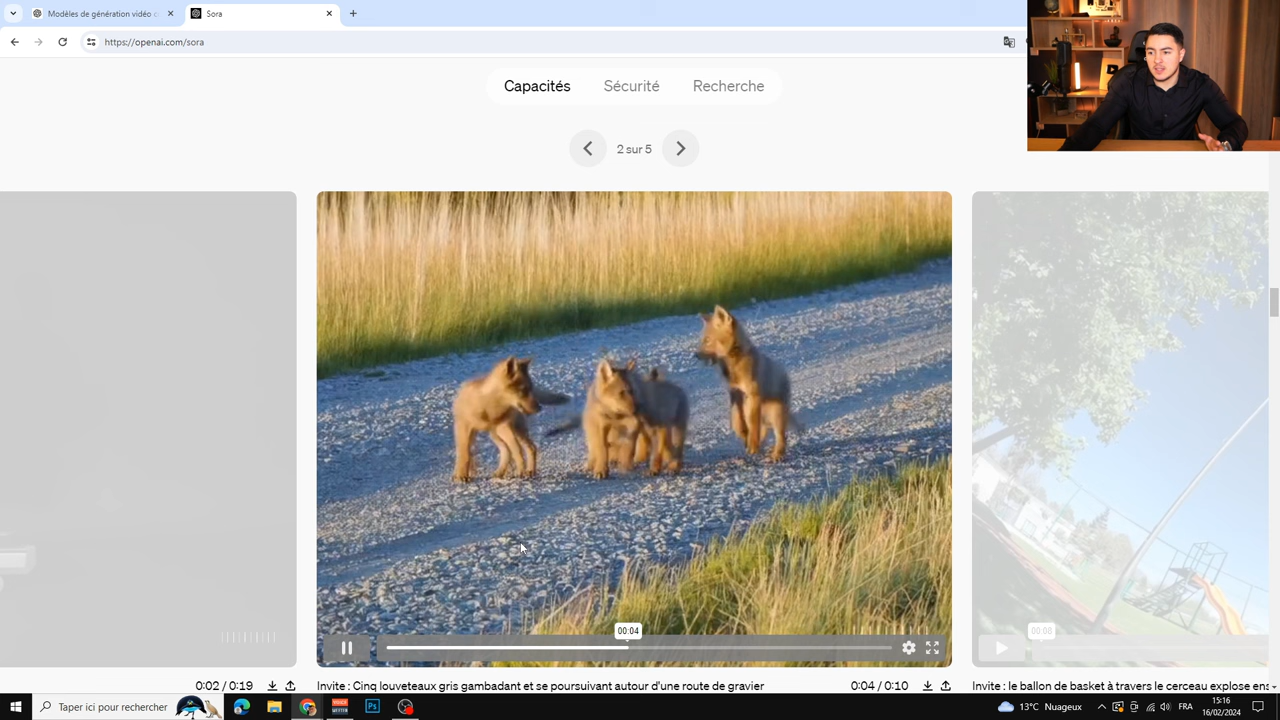 Modèles de génération vidéo c
Sora
https://openai.com/sora
Capacités
Sécurité
Recherche
2 sur 5
00:04
00:08
0:02 / 0:19
Invite : Cinq louveteaux gris gambadant et se poursuivant autour d'une route de gravier
0:04 / 0:10
Invite : le ballon de basket à travers le cerceau explose ens
Taper ici pour rechercher
Ps
13°C Nuageux
FRA
15:16
16/02/2024